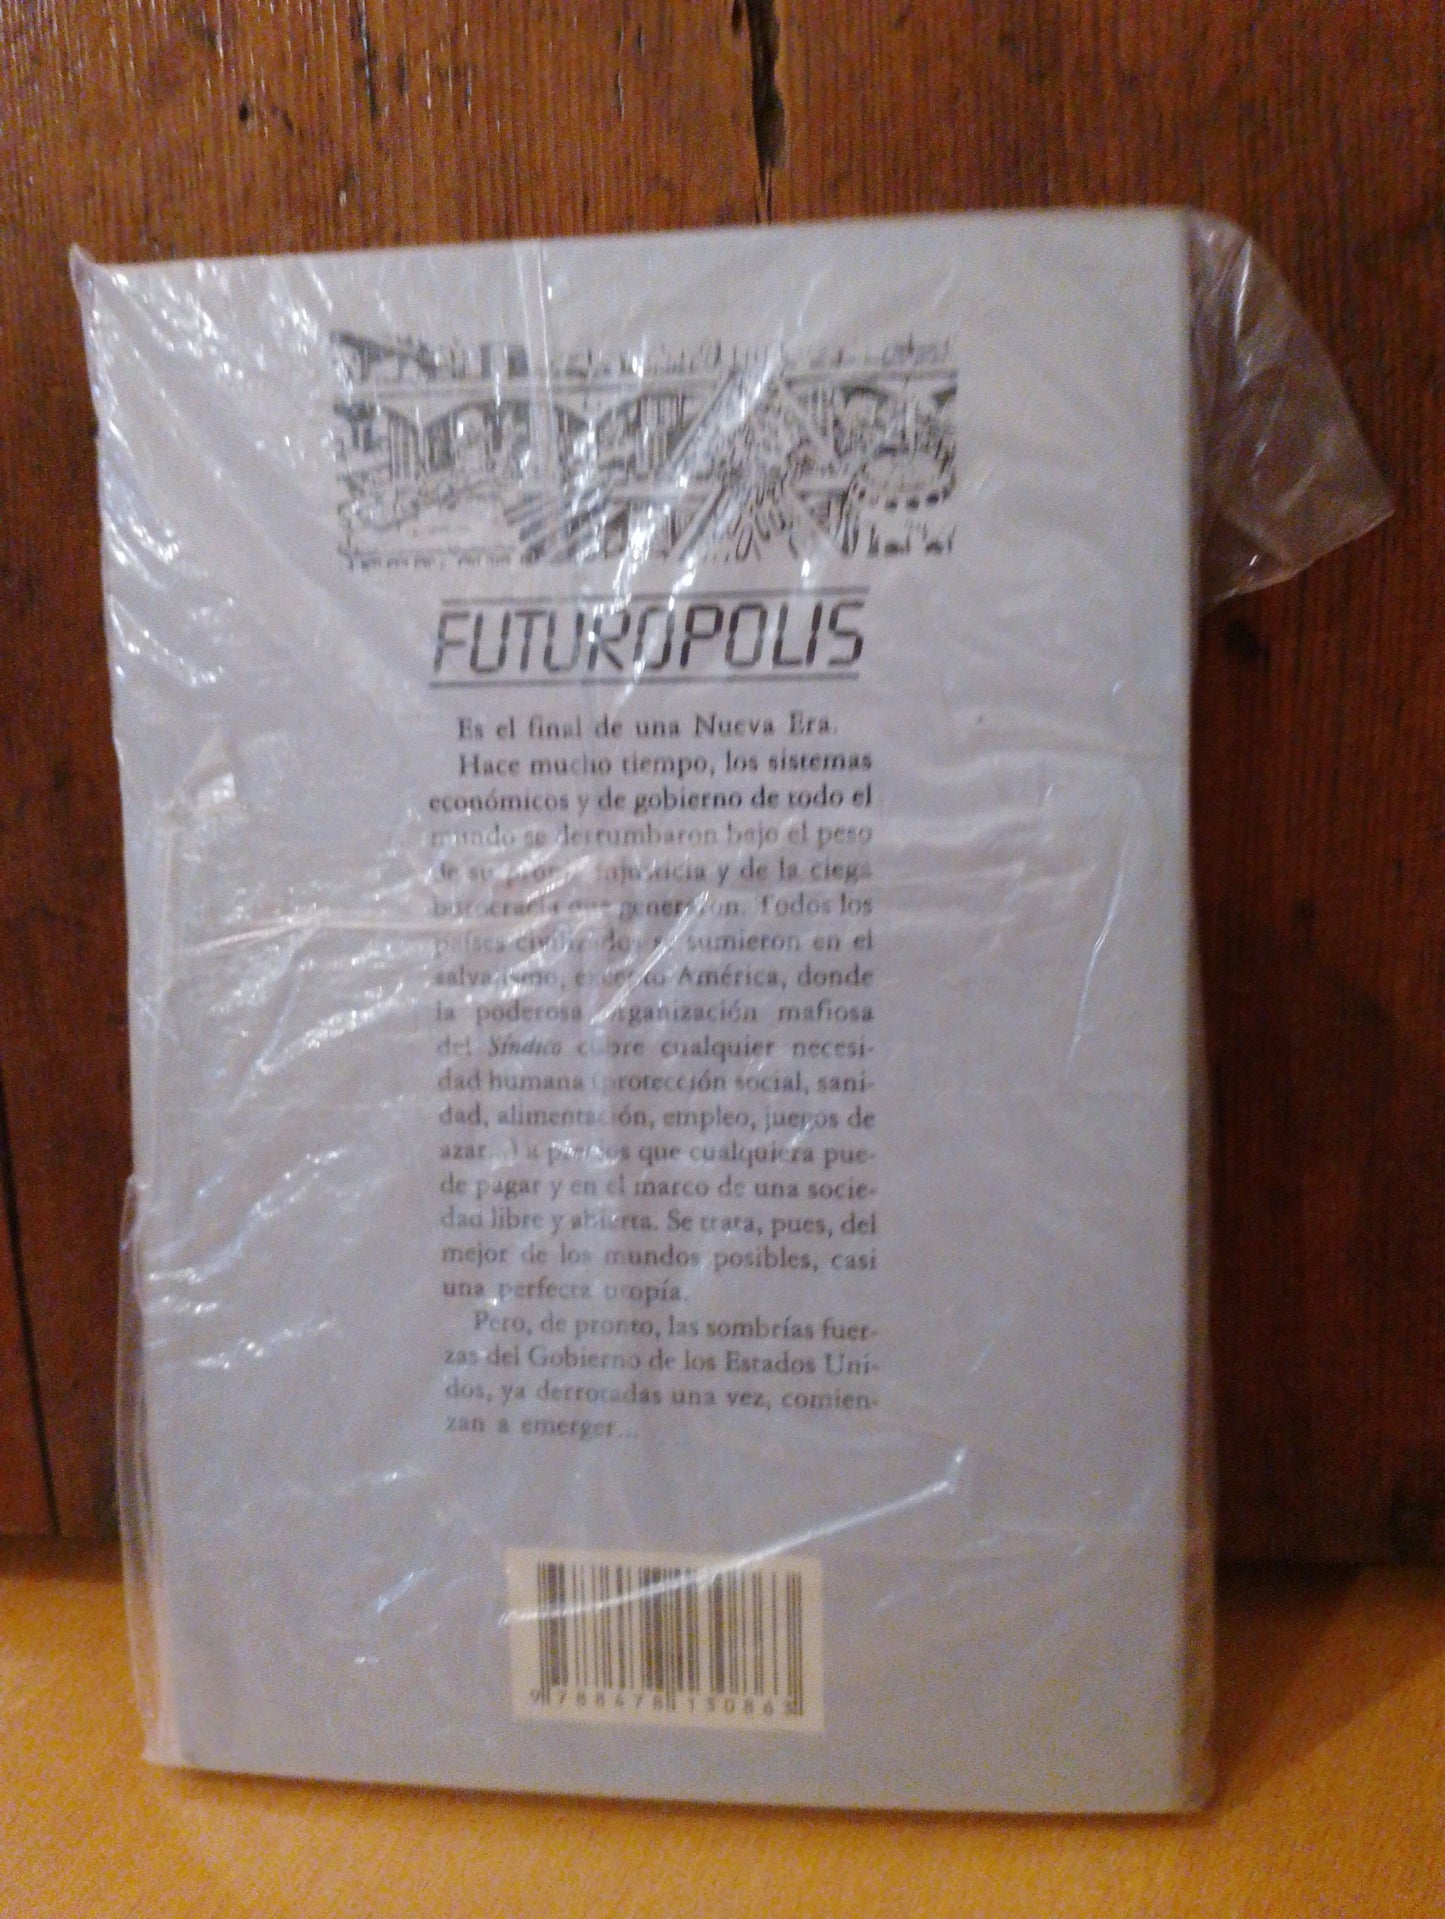 FUTURÓPOLIS
Es el final de una Nueva Era.
Hace mucho tiempo, los sistemas
económicos y de gobierno de todo el
mundo se derrumbaron bajo el peso
de su propia injusticia y de la ciega
burocracia que generaron. Todos los
países civilizados se sumieron en el
salvajismo, excepto América, donde
la poderosa organización mafiosa
del Síndico cubre cualquier necesi-
dad humana (protección social, sani-
dad, alimentación, empleo, juegos de
azar...) a precios que cualquiera pue-
de pagar y en el marco de una socie-
dad libre y abierta. Se trata, pues, del
mejor de los mundos posibles, casi
una perfecta utopía.
Pero, de pronto, las sombrías fuer-
zas del Gobierno de los Estados Uni-
dos, ya derrotadas una vez, comien-
zan a emerger...
9 788478 130863